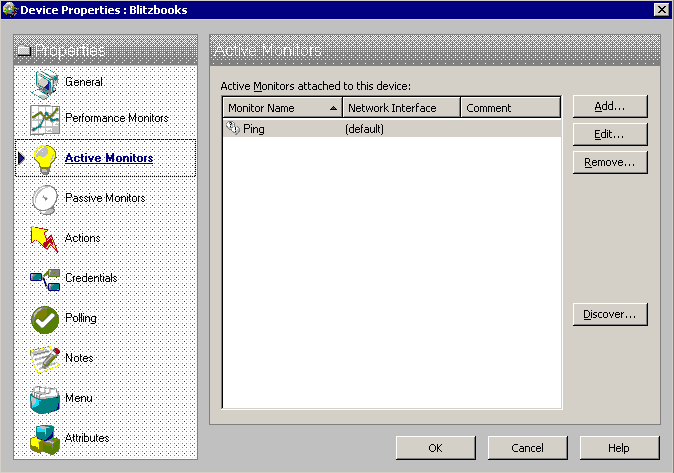 Device Properties : Blitzbooks
Properties
General
Performance Monitors
Active Monitors
Passive Monitors
Actions
Credentials
Polling
Notes
Menu
Attributes
Active Monitors
Active Monitors attached to this device:
Monitor Name Network Interface Comment
Ping (default)
Add...
Edit...
Remove...
Discover...
OK Cancel Help